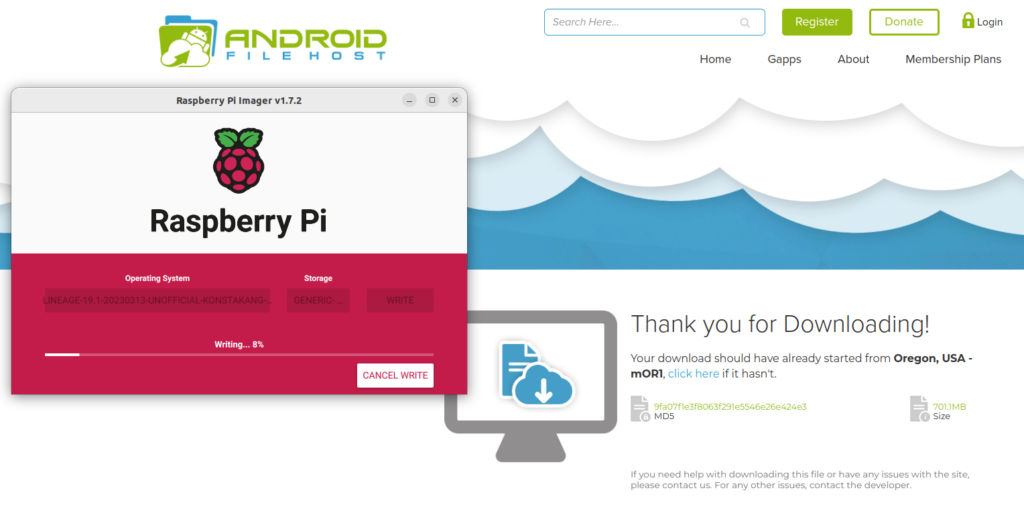 ANDROID
FILEHOST
Search Here...
Register
Donate
Login
Home
Gapps
About
Membership Plans
Raspberry Pi Imager v1.7.2
Raspberry Pi
Operating System
Storage
LINEAGE-19.1-20230313-UNOFFICIAL-KONSTAKANG-...
GENERIC- ...
WRITE
Writing... 8%
CANCEL WRITE
Thank you for Downloading!
Your download should have already started from Oregon, USA -
mOR1, click here if it hasn't.
9fa07f1e3f8063f291e5546e26e424e3
MD5
701.1MB
Size
If you need help with downloading this file or have any issues with the site,
please contact us. For any other issues, contact the developer.